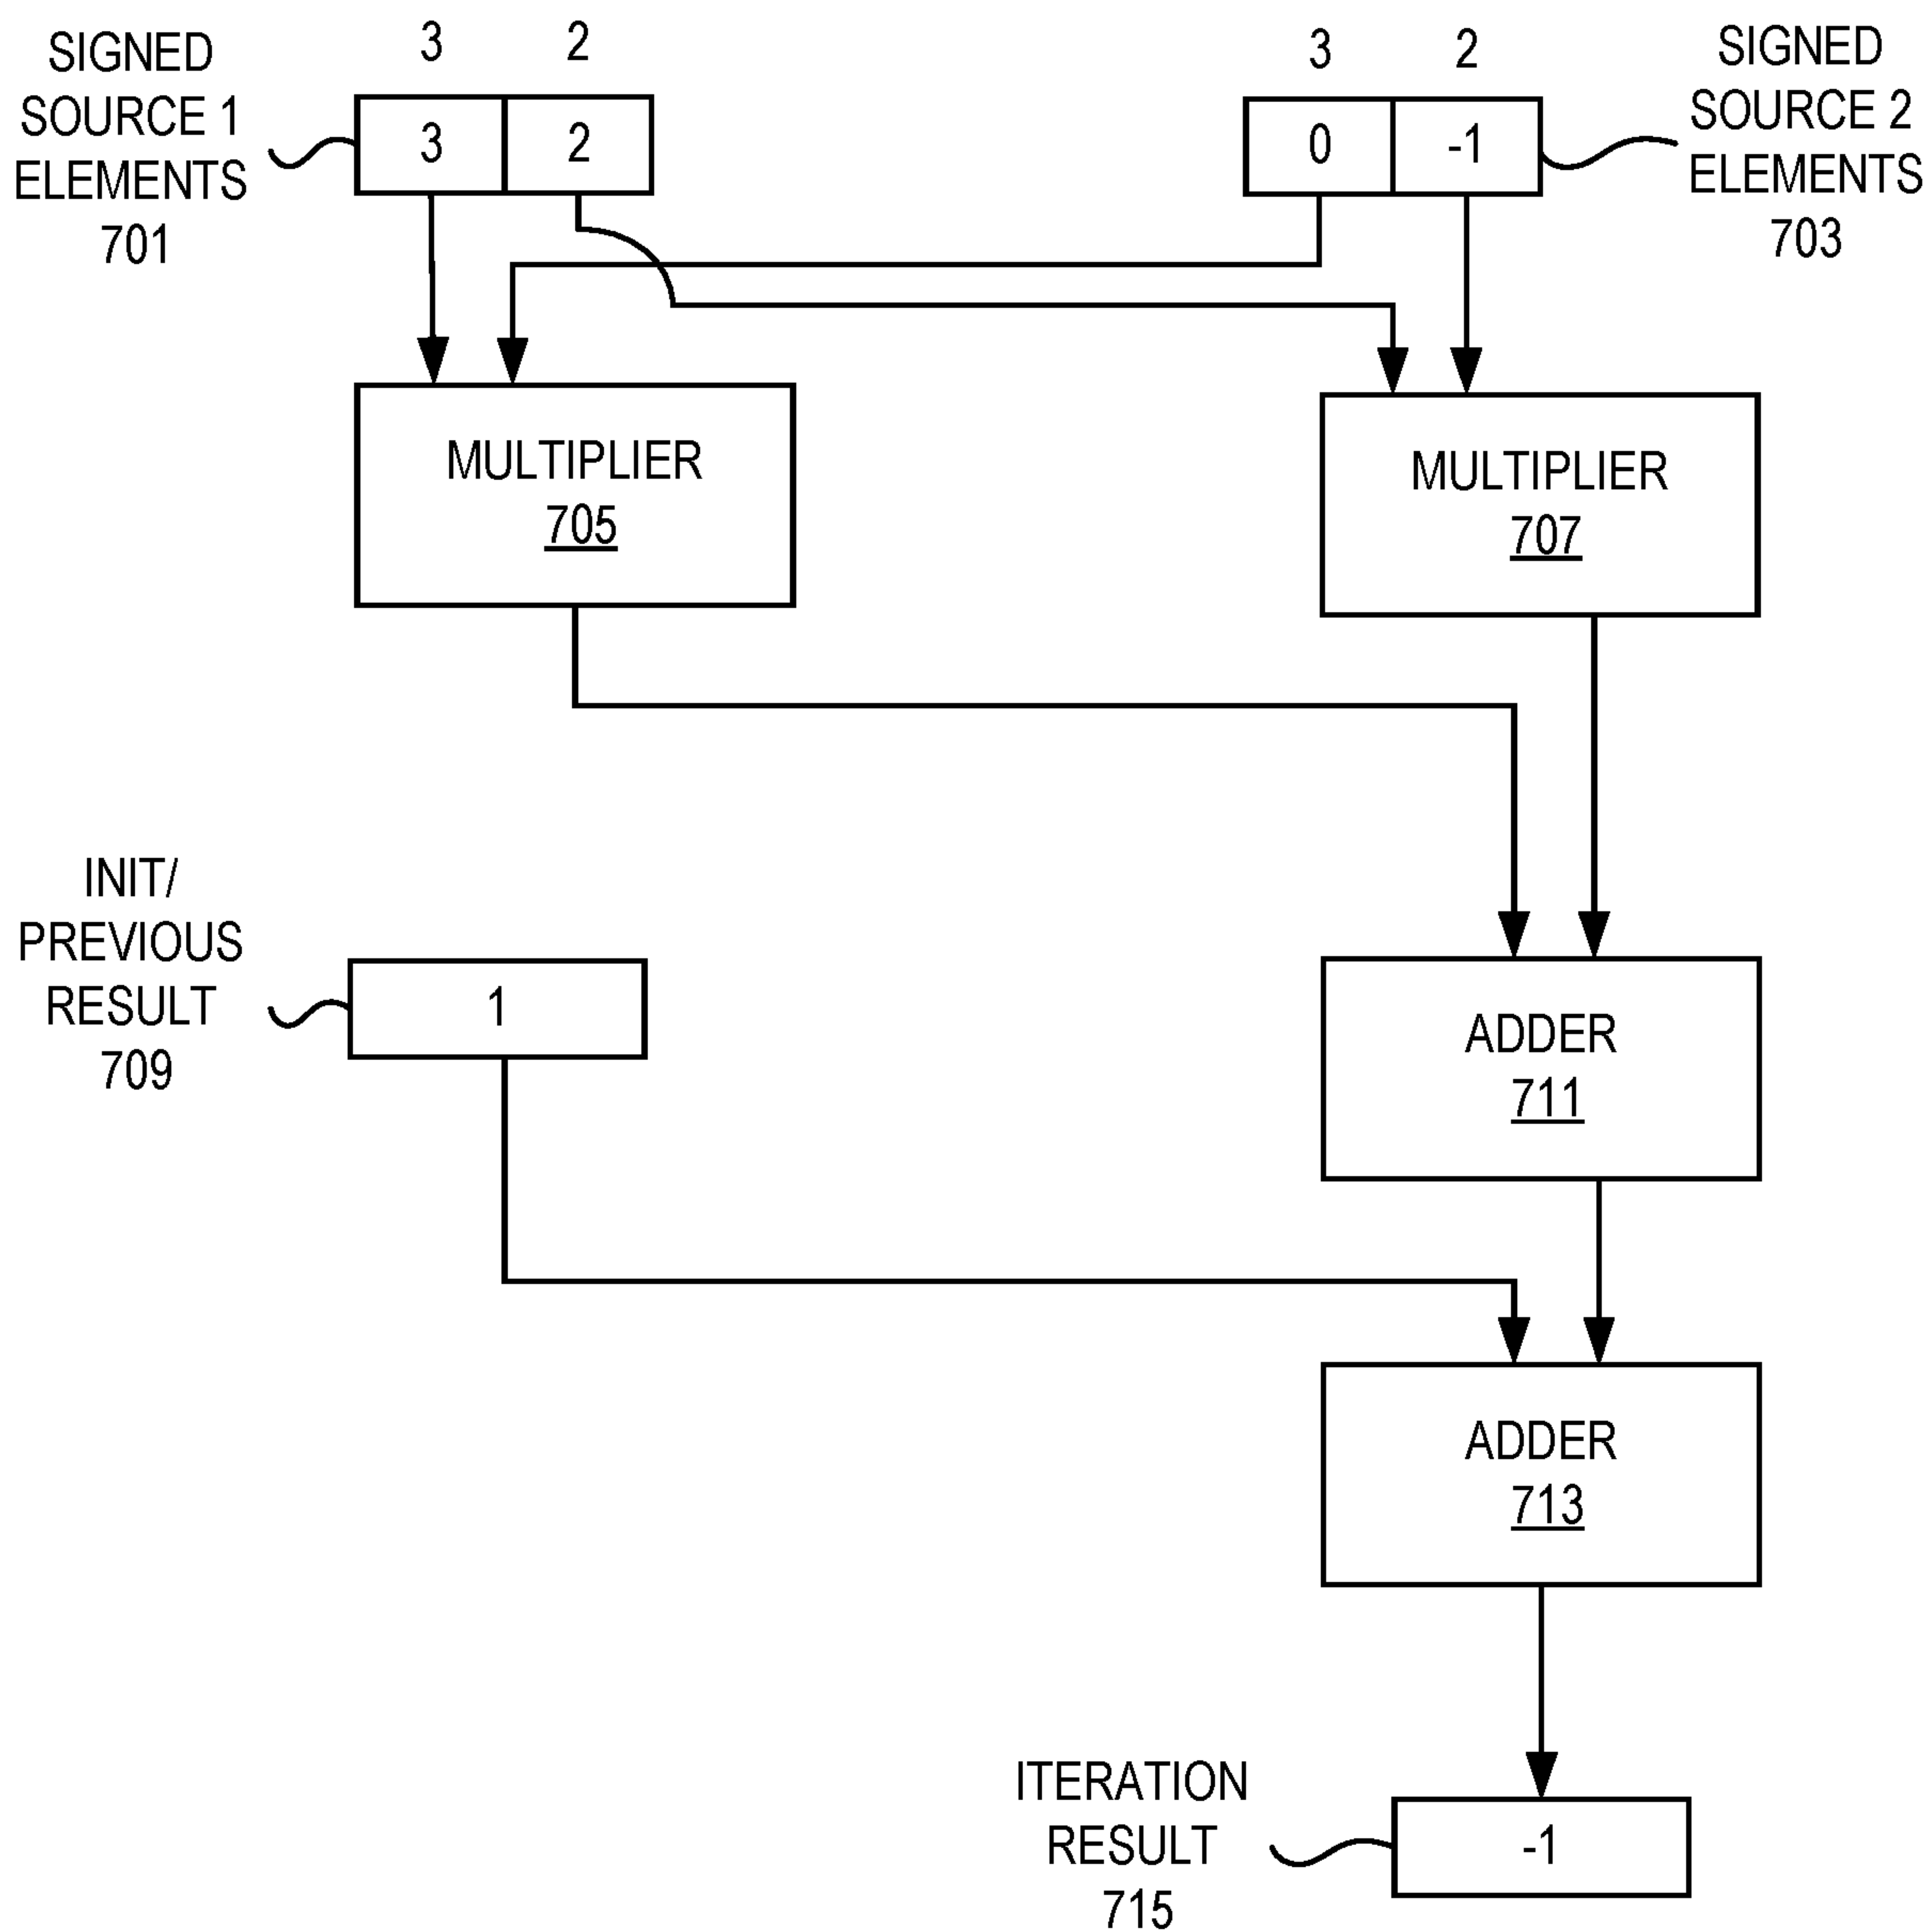 SIGNED
SOURCE 1
ELEMENTS
701
3 2
3 2
3 2
0 -1
SIGNED
SOURCE 2
ELEMENTS
703
MULTIPLIER
705
MULTIPLIER
707
INIT/
PREVIOUS
RESULT
709
1
ADDER
711
ADDER
713
ITERATION
RESULT
715
-1